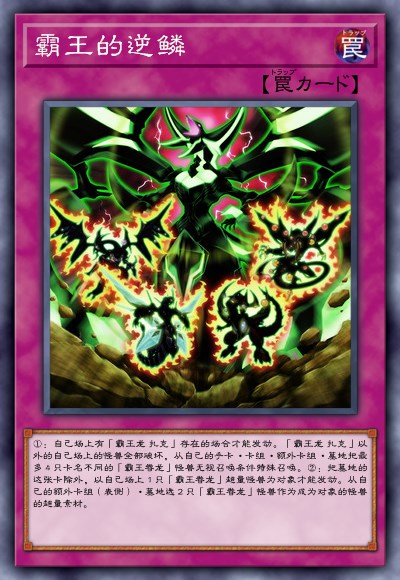 霸王的逆鳞
トラップ
罠
トラップ
【罠カード】
①：自己场上有「霸王龙 扎克」存在的场合才能发动。「霸王龙 扎克」以
外的自己场上的怪兽全部破坏，从自己的手卡·卡组·额外卡组·墓地把最
多4只卡名不同的「霸王眷龙」怪兽无视召唤条件特殊召唤。②：把墓地的
这张卡除外，以自己场上1只「霸王眷龙」超量怪兽为对象才能发动。从自
己的额外卡组（表侧）·墓地选2只「霸王眷龙」怪兽作为成为对象的怪兽
的超量素材。